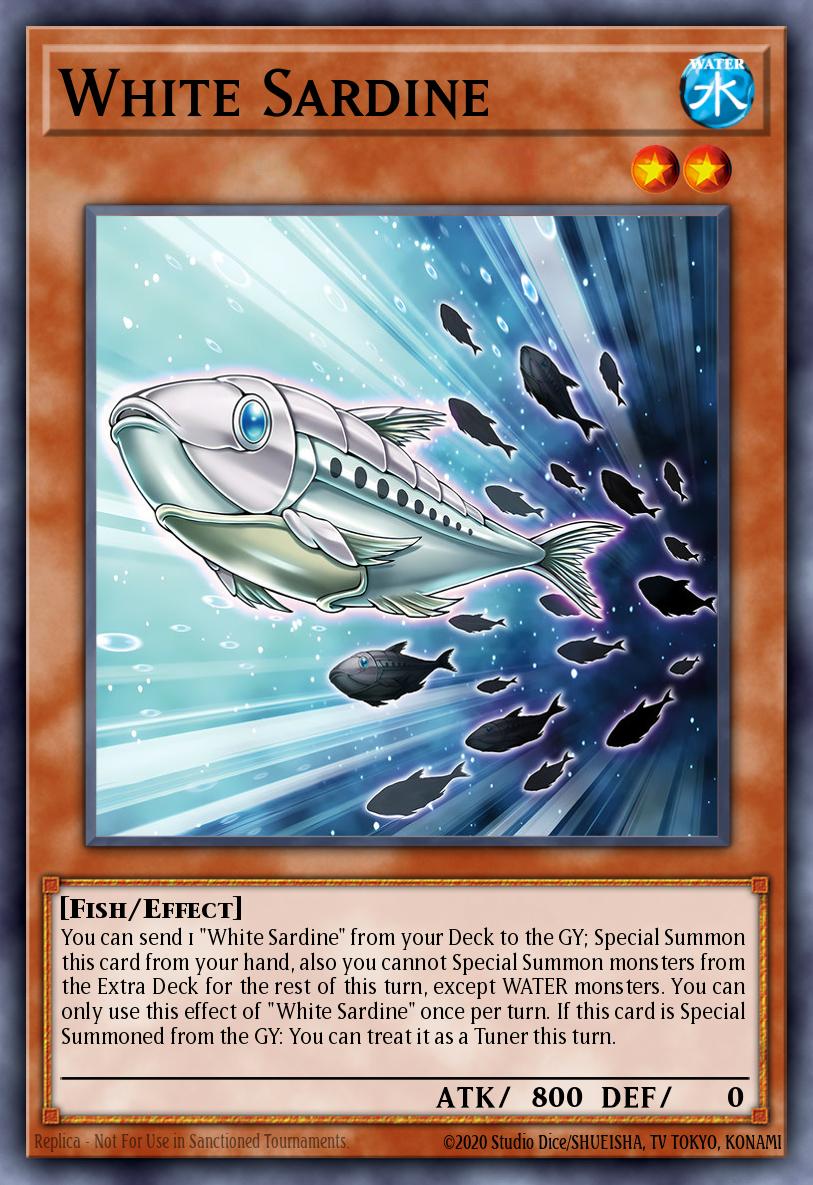 White Sardine
WATER
水
[Fish/Effect]
You can send 1 "White Sardine" from your Deck to the GY; Special Summon
this card from your hand, also you cannot Special Summon monsters from
the Extra Deck for the rest of this turn, except WATER monsters. You can
only use this effect of "White Sardine" once per turn. If this card is Special
Summoned from the GY: You can treat it as a Tuner this turn.
ATK/ 800 DEF/ 0
Replica - Not For Use in Sanctioned Tournaments.
©2020 Studio Dice/SHUEISHA, TV TOKYO, KONAMI